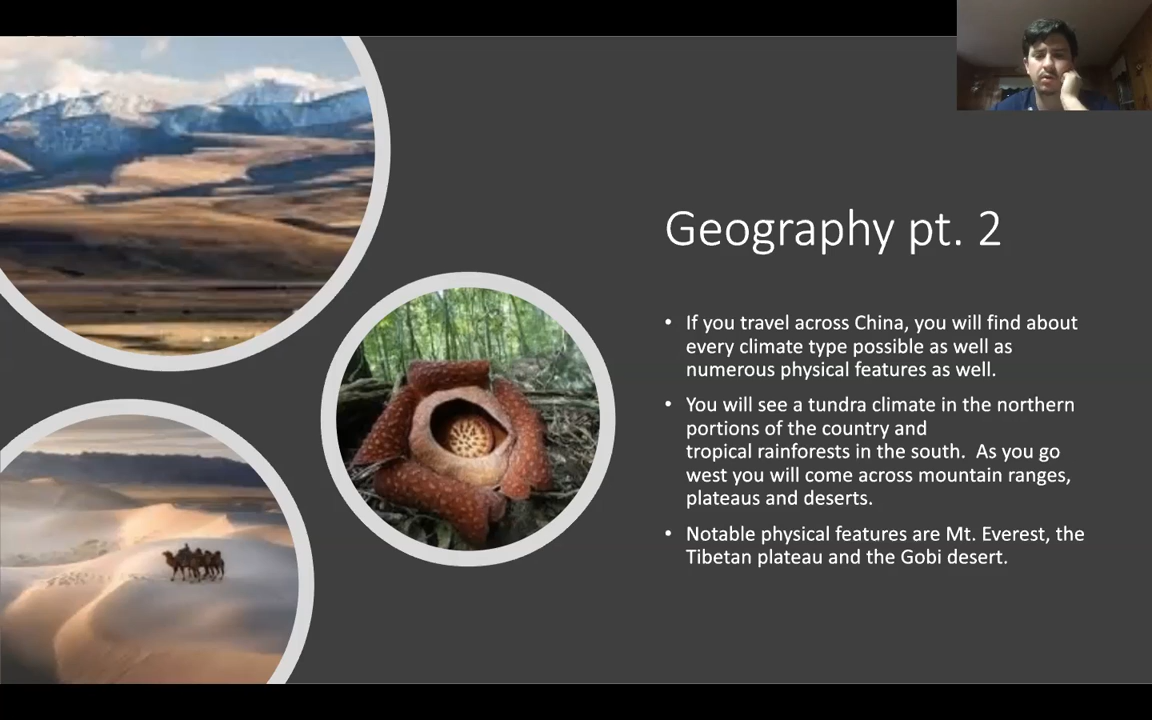 Geography pt. 2
• If you travel across China, you will find about
every climate type possible as well as
numerous physical features as well.
• You will see a tundra climate in the northern
portions of the country and
tropical rainforests in the south.  As you go
west you will come across mountain ranges,
plateaus and deserts.
• Notable physical features are Mt. Everest, the
Tibetan plateau and the Gobi desert.